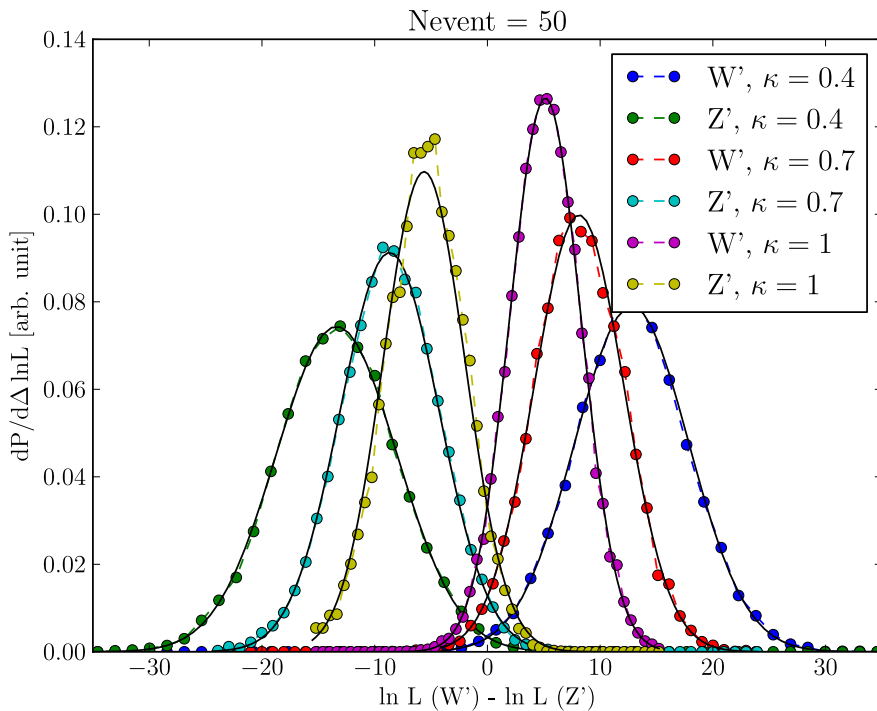 Nevent = 50
0.14
0.12
0.10
0.08
0.06
0.04
0.02
0.00
dP/dΔ lnL [arb. unit]
W', κ = 0.4
Z', κ = 0.4
W', κ = 0.7
Z', κ = 0.7
W', κ = 1
Z', κ = 1
−30 −20 −10 0 10 20 30
ln L (W') - ln L (Z')